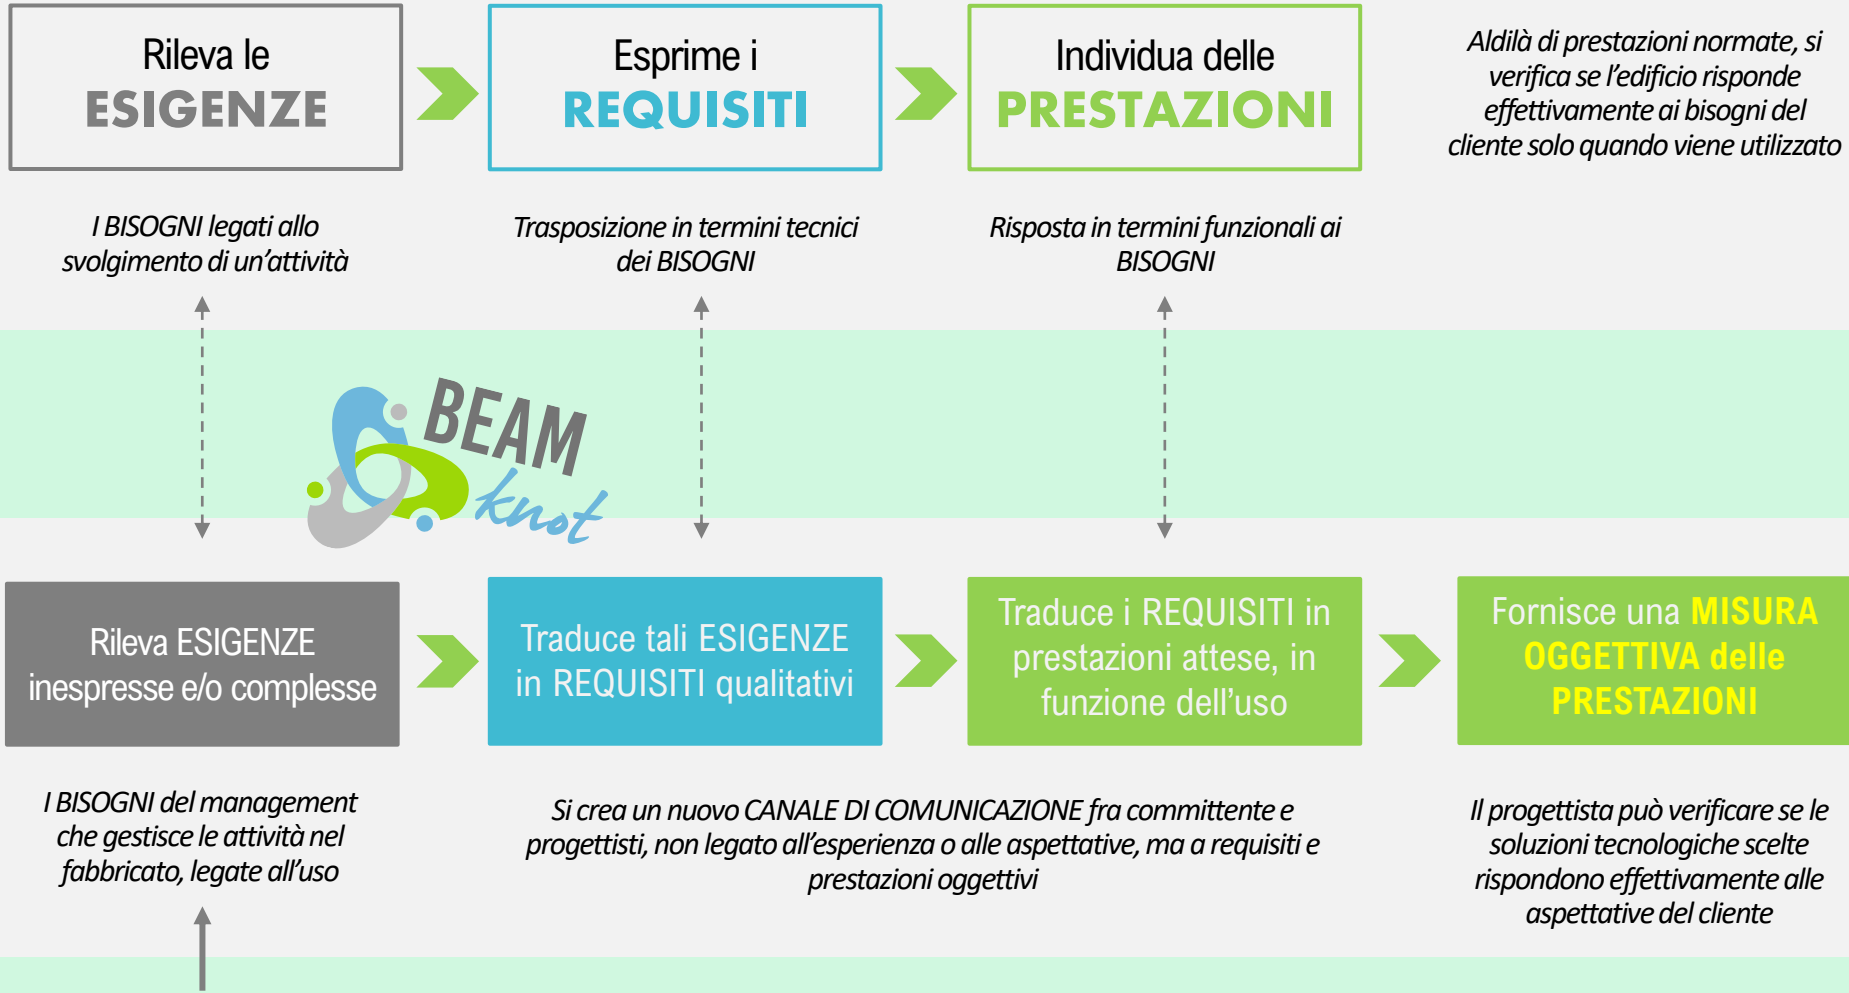 Rileva le
ESIGENZE
Esprime i
REQUISITI
Individua delle
PRESTAZIONI
Aldilà di prestazioni normate, si
verifica se l'edificio risponde
effettivamente ai bisogni del
cliente solo quando viene utilizzato
I BISOGNI legati allo
svolgimento di un'attività
Trasposizione in termini tecnici
dei BISOGNI
Risposta in termini funzionali ai
BISOGNI
BEAM
knot
Rileva ESIGENZE
inespresse e/o complesse
Traduce tali ESIGENZE
in REQUISITI qualitativi
Traduce i REQUISITI in
prestazioni attese, in
funzione dell'uso
Fornisce una MISURA
OGGETTIVA delle
PRESTAZIONI
I BISOGNI del management
che gestisce le attività nel
fabbricato, legate all'uso
Si crea un nuovo CANALE DI COMUNICAZIONE fra committente e
progettisti, non legato all'esperienza o alle aspettative, ma a requisiti e
prestazioni oggettivi
Il progettista può verificare se le
soluzioni tecnologiche scelte
rispondono effettivamente alle
aspettative del cliente